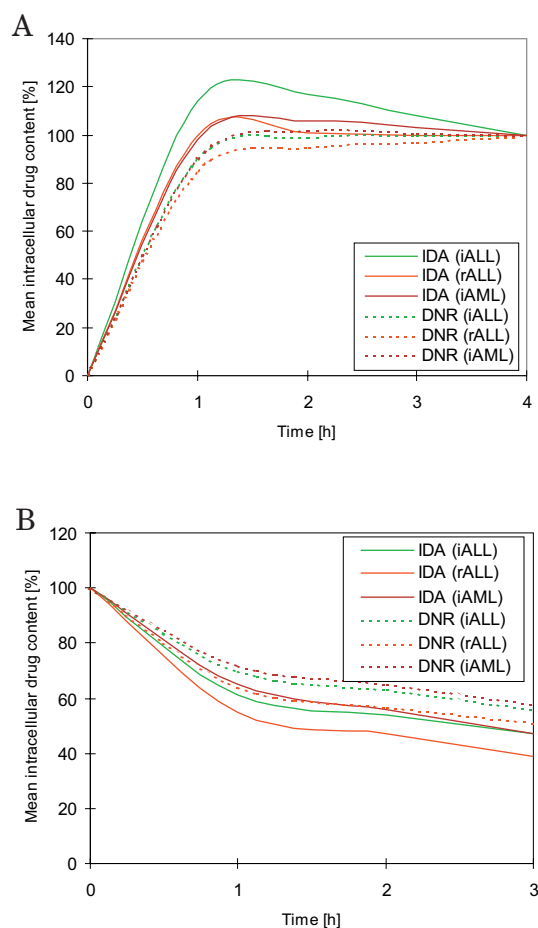 A
140
120
100
80
60
40
20
0
Mean intracellular drug content [%]
IDA (iALL)
IDA (rALL)
IDA (iAML)
DNR (iALL)
DNR (rALL)
DNR (iAML)
0 1 2 3 4
Time [h]
B
120
100
80
60
40
20
0
Mean intracellular drug content [%]
IDA (iALL)
IDA (rALL)
IDA (iAML)
DNR (iALL)
DNR (rALL)
DNR (iAML)
0 1 2 3
Time [h]